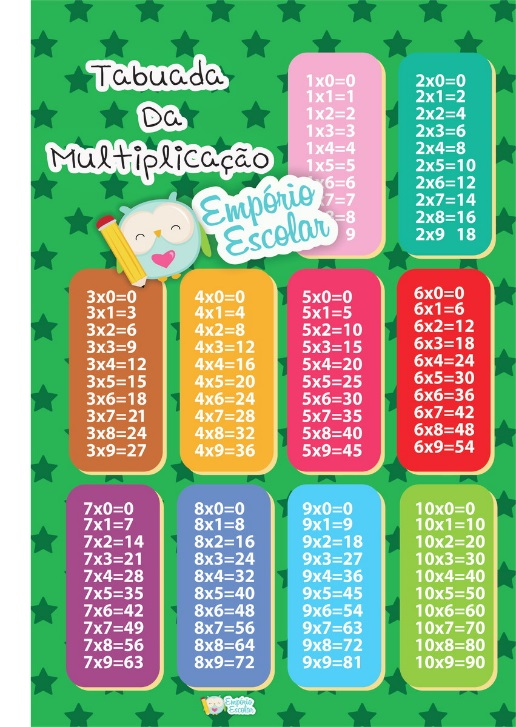 Tabuada
Da
Multiplicação
Empório
Escolar
1x0=0
1x1=1
1x2=2
1x3=3
1x4=4
1x5=5
x6=6
7=7
=8
9
2x0=0
2x1=2
2x2=4
2x3=6
2x4=8
2x5=10
2x6=12
2x7=14
2x8=16
2x9 18
3x0=0
3x1=3
3x2=6
3x3=9
3x4=12
3x5=15
3x6=18
3x7=21
3x8=24
3x9=27
4x0=0
4x1=4
4x2=8
4x3=12
4x4=16
4x5=20
4x6=24
4x7=28
4x8=32
4x9=36
5x0=0
5x1=5
5x2=10
5x3=15
5x4=20
5x5=25
5x6=30
5x7=35
5x8=40
5x9=45
6x0=0
6x1=6
6x2=12
6x3=18
6x4=24
6x5=30
6x6=36
6x7=42
6x8=48
6x9=54
7x0=0
7x1=7
7x2=14
7x3=21
7x4=28
7x5=35
7x6=42
7x7=49
7x8=56
7x9=63
8x0=0
8x1=8
8x2=16
8x3=24
8x4=32
8x5=40
8x6=48
8x7=56
8x8=64
8x9=72
9x0=0
9x1=9
9x2=18
9x3=27
9x4=36
9x5=45
9x6=54
9x7=63
9x8=72
9x9=81
10x0=0
10x1=10
10x2=20
10x3=30
10x4=40
10x5=50
10x6=60
10x7=70
10x8=80
10x9=90
Empório
Escolar